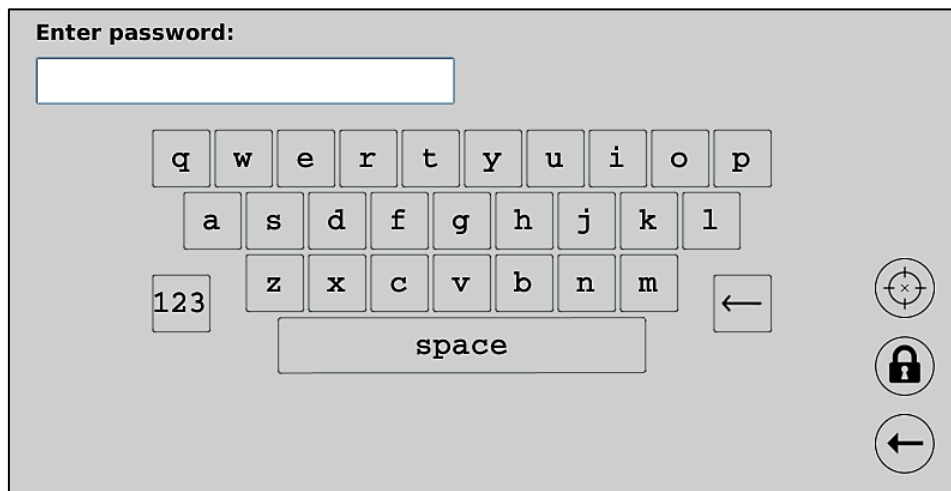 Enter password:
q w e r t y u i o p
a s d f g h j k l
z x c v b n m
123
space